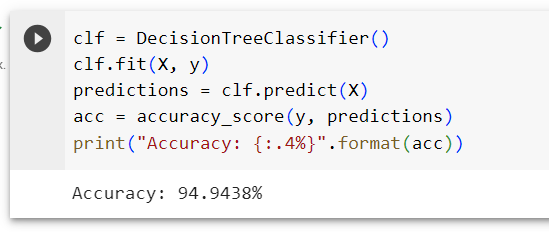 clf = DecisionTreeClassifier()
clf.fit(X, y)
predictions = clf.predict(X)
acc = accuracy_score(y, predictions)
print("Accuracy: {:.4%}".format(acc))
Accuracy: 94.9438%